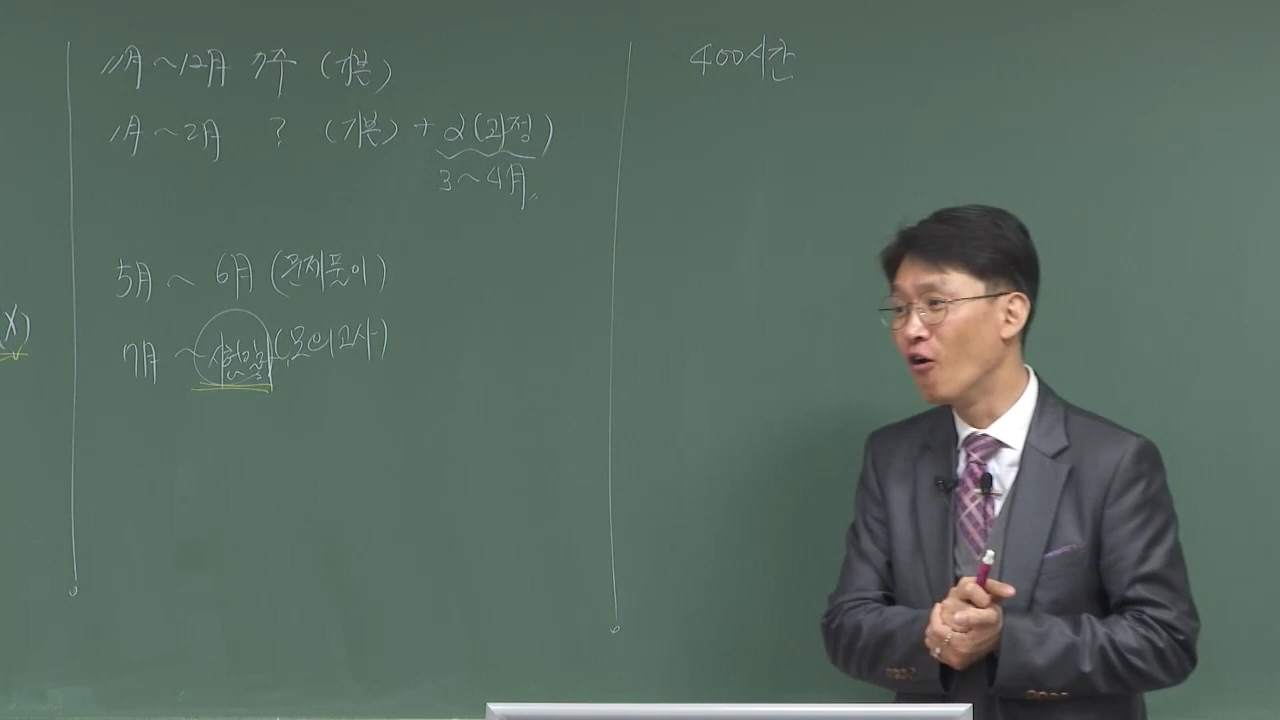 11月~12月 7주 (기본)
1月~2月 ? (기본) + α(과정)
3~4月
5月 ~ 6月 (문제풀이)
7月 ~ 시험일 (모의고사)
X)
400시간